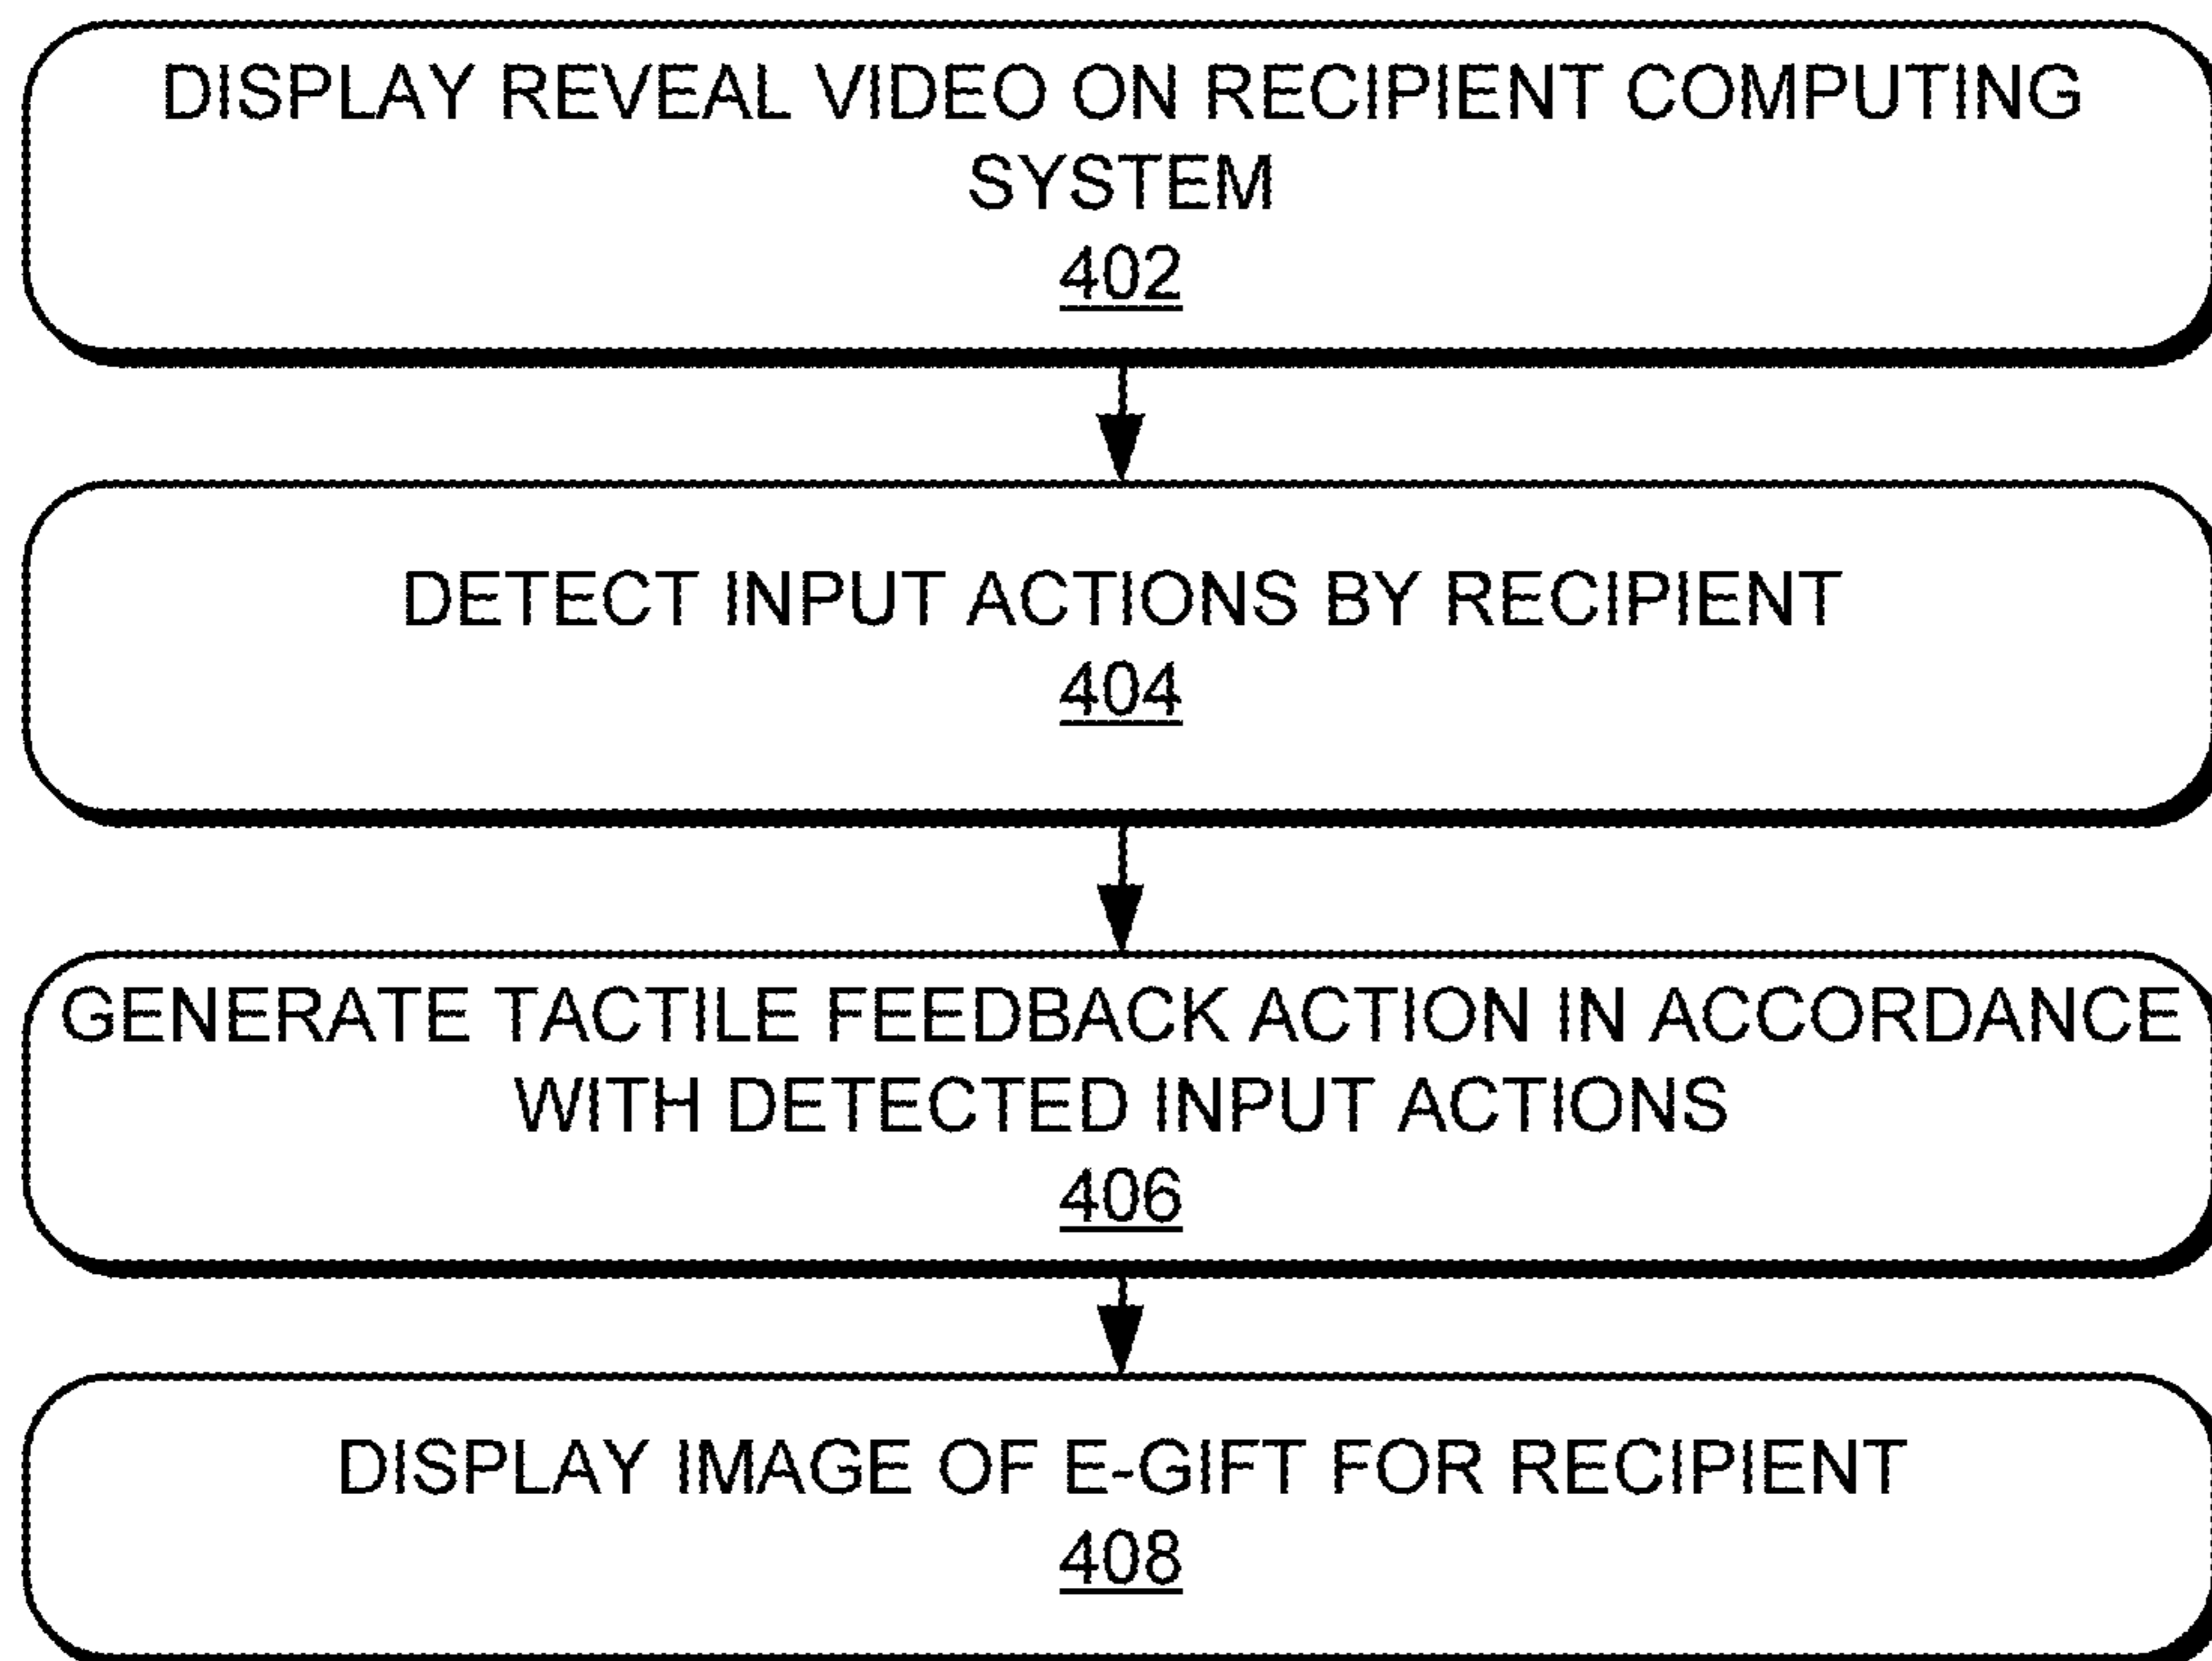 DISPLAY REVEAL VIDEO ON RECIPIENT COMPUTING
SYSTEM
402
DETECT INPUT ACTIONS BY RECIPIENT
404
GENERATE TACTILE FEEDBACK ACTION IN ACCORDANCE
WITH DETECTED INPUT ACTIONS
406
DISPLAY IMAGE OF E-GIFT FOR RECIPIENT
408